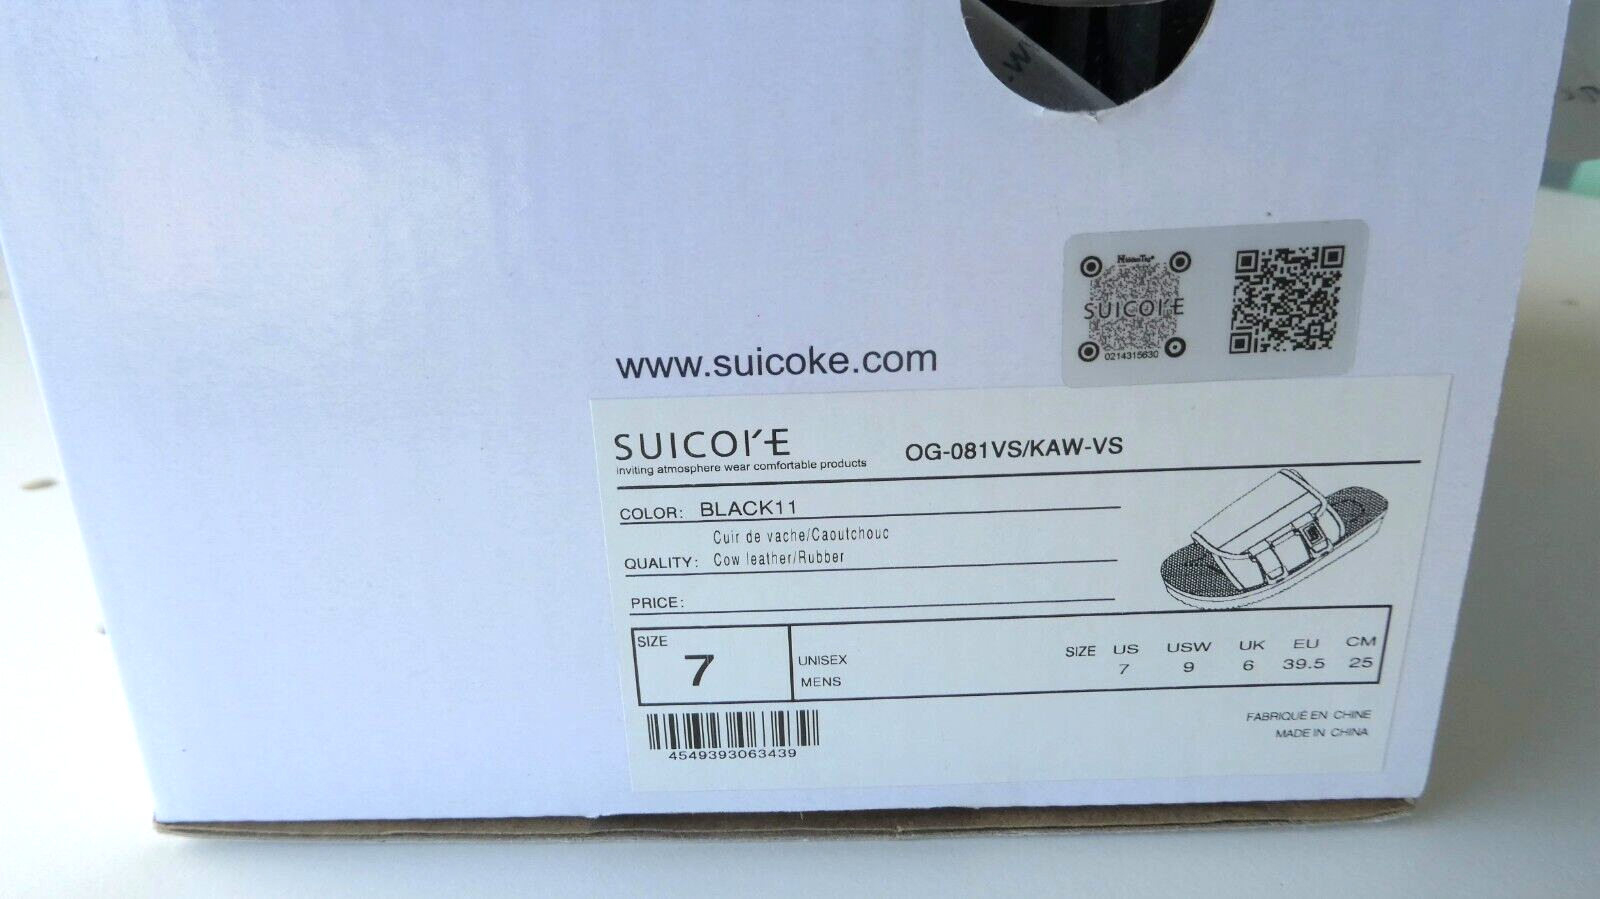 NisanTag
SUICOKE
0214315630
www.suicoke.com
SUICOKE
inviting atmosphere wear comfortable products
OG-081VS/KAW-VS
COLOR: BLACK11
Cuir de vache/Caoutchouc
QUALITY: Cow leather/Rubber
PRICE:
SIZE
7
UNISEX
MENS
SIZE US USW UK EU CM
7 9 6 39.5 25
4549393063439
FABRIQUÉ EN CHINE
MADE IN CHINA